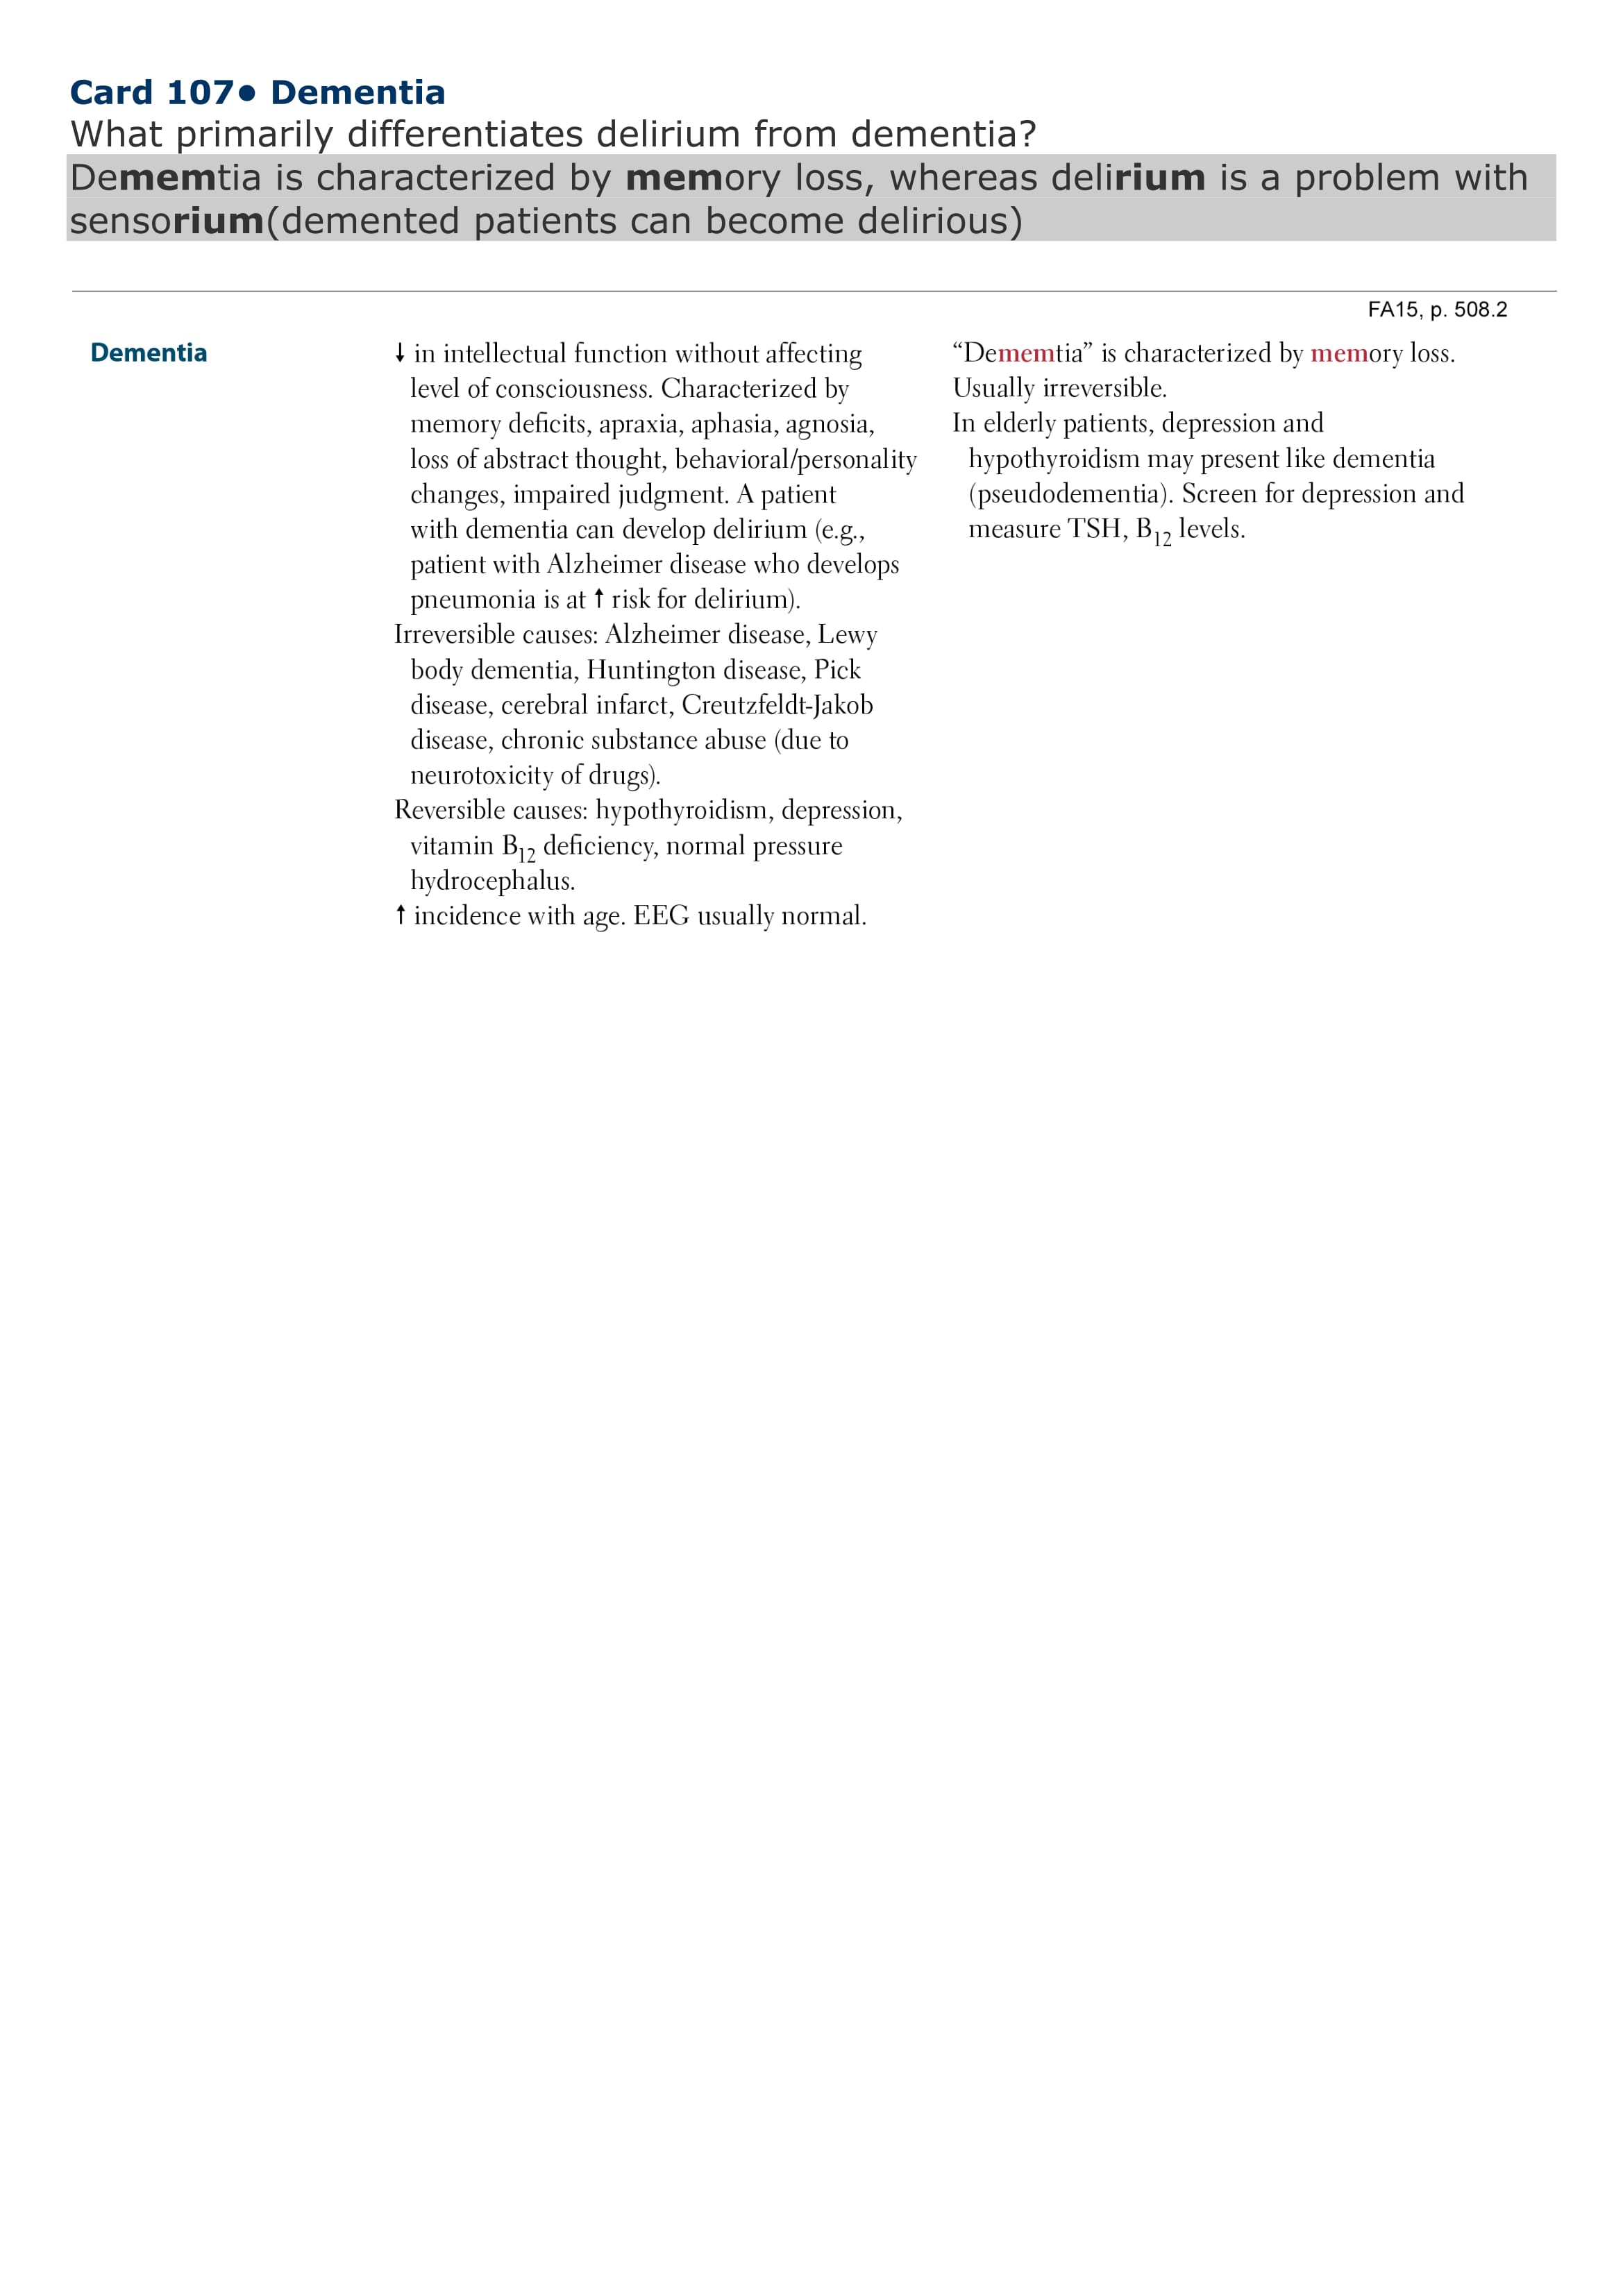 Card 107● Dementia
What primarily differentiates delirium from dementia?
Dememtia is characterized by memory loss, whereas delirium is a problem with
sensorium(demented patients can become delirious)
FA15, p. 508.2
Dementia
↓ in intellectual function without affecting
level of consciousness. Characterized by
memory deficits, apraxia, aphasia, agnosia,
loss of abstract thought, behavioral/personality
changes, impaired judgment. A patient
with dementia can develop delirium (e.g.,
patient with Alzheimer disease who develops
pneumonia is at ↑ risk for delirium).
Irreversible causes: Alzheimer disease, Lewy
body dementia, Huntington disease, Pick
disease, cerebral infarct, Creutzfeldt-Jakob
disease, chronic substance abuse (due to
neurotoxicity of drugs).
Reversible causes: hypothyroidism, depression,
vitamin B12 deficiency, normal pressure
hydrocephalus.
↑ incidence with age. EEG usually normal.
“Dememtia” is characterized by memory loss.
Usually irreversible.
In elderly patients, depression and
hypothyroidism may present like dementia
(pseudodementia). Screen for depression and
measure TSH, B12 levels.